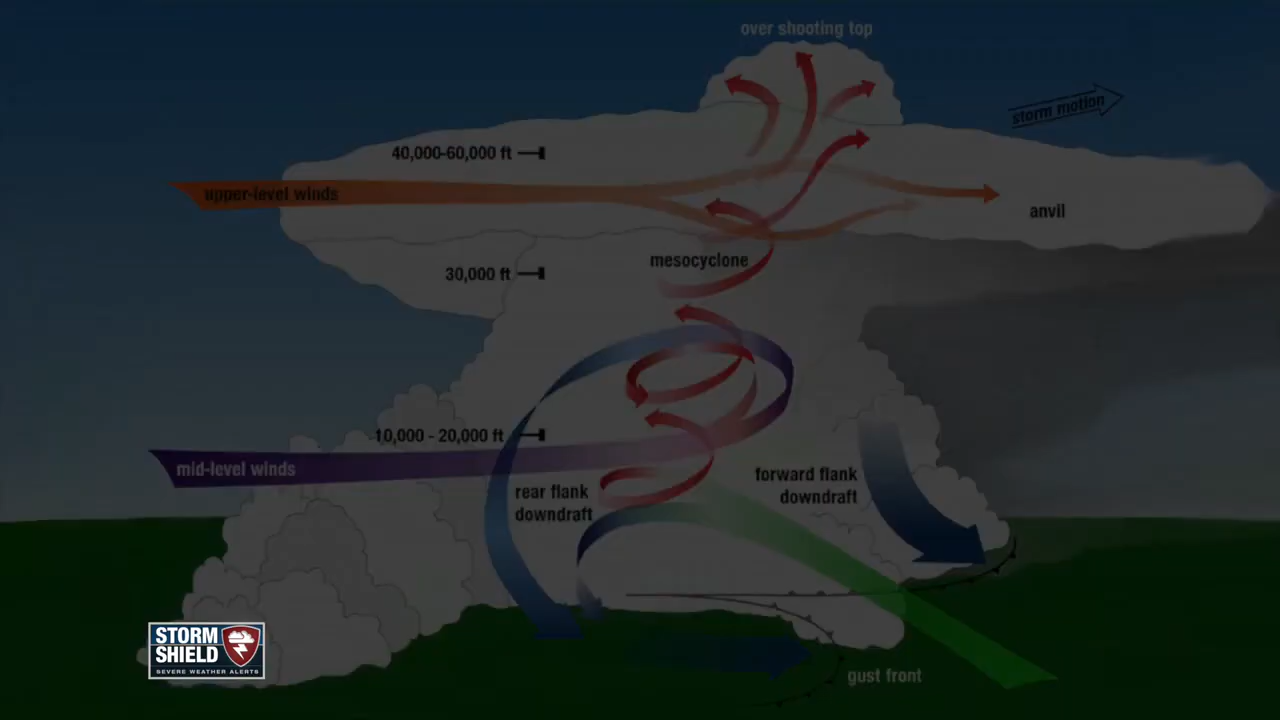 over shooting top
storm motion
40,000-60,000 ft
upper-level winds
anvil
mesocyclone
30,000 ft
10,000 - 20,000 ft
mid-level winds
forward flank
downdraft
rear flank
downdraft
STORM
SHIELD
SEVERE WEATHER ALERTS
gust front